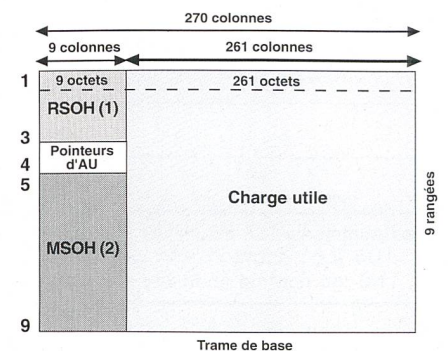 270 colonnes
9 colonnes
261 colonnes
1
9 octets
261 octets
RSOH (1)
3
Pointeurs
d'AU
4
5
Charge utile
9 rangées
MSOH (2)
9
Trame de base